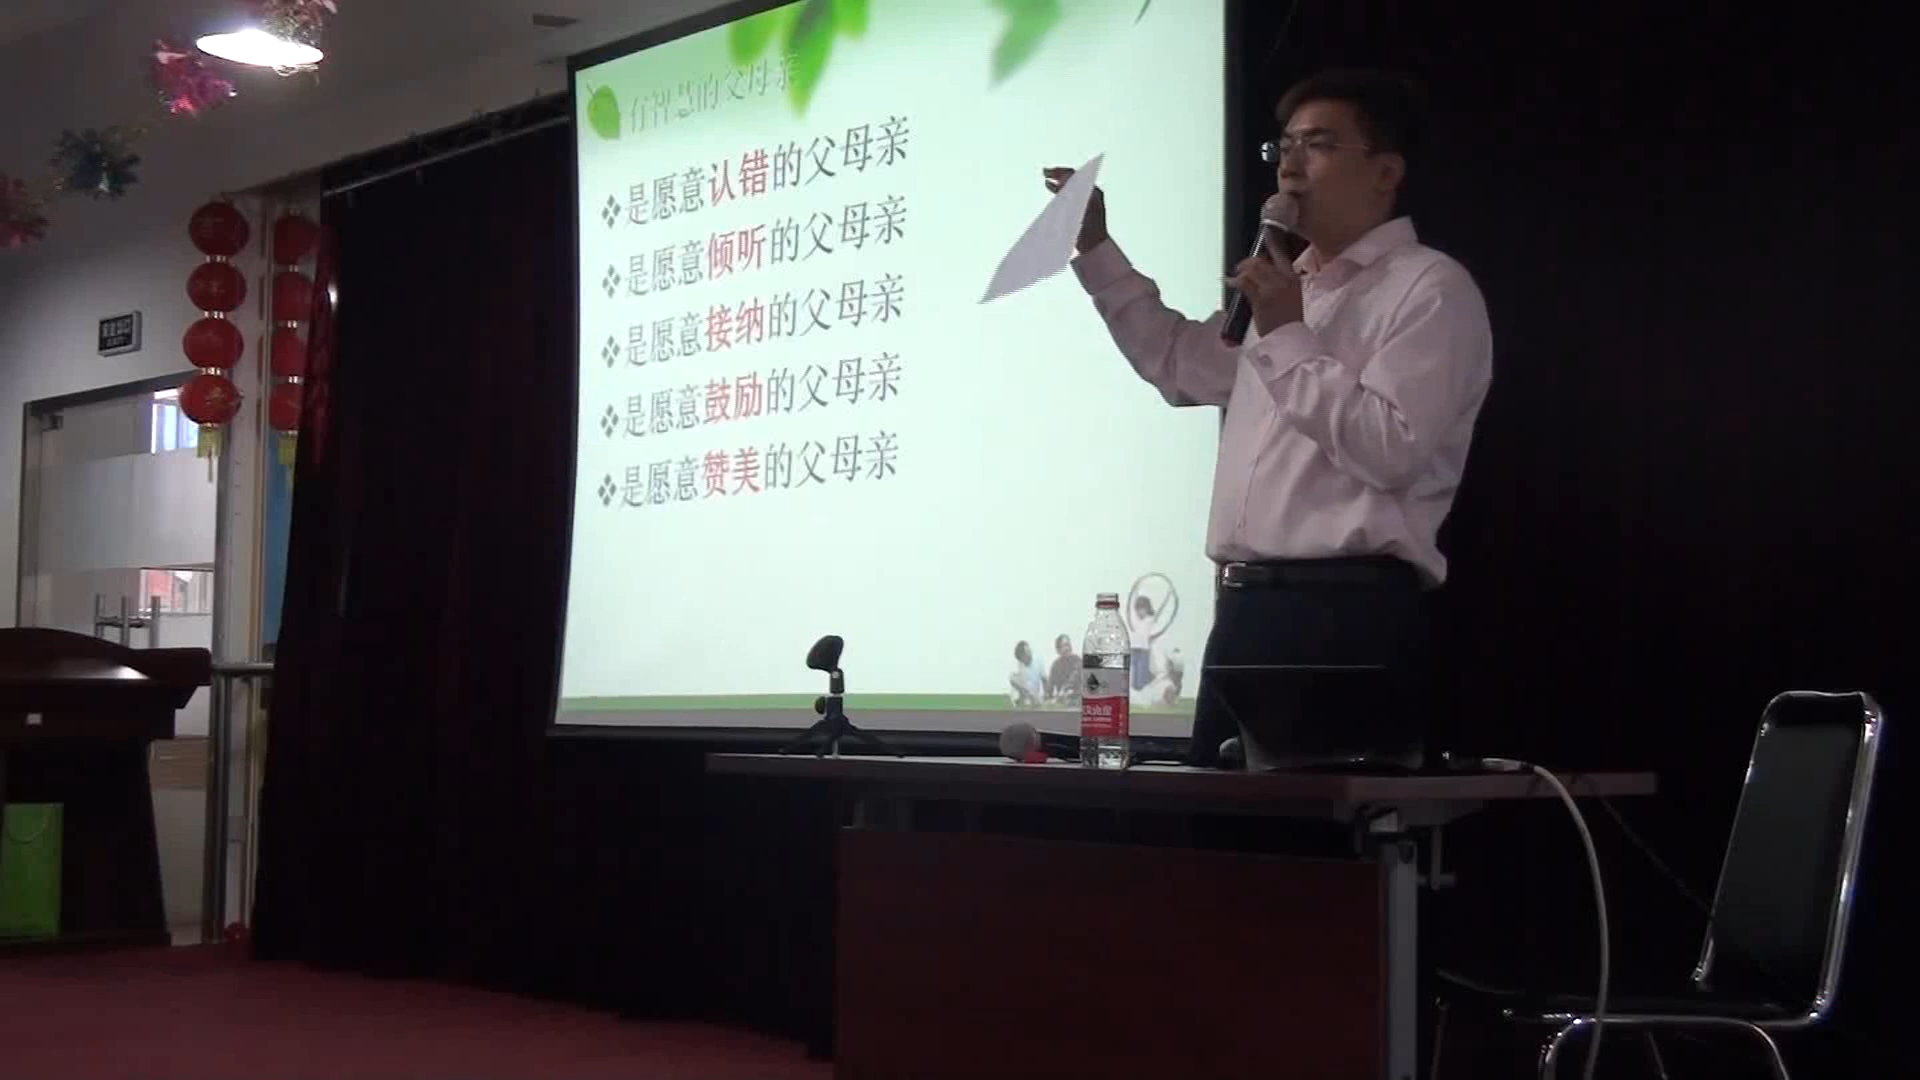 有智慧的父母亲
❖是愿意认错的父母亲
❖是愿意倾听的父母亲
❖是愿意接纳的父母亲
❖是愿意鼓励的父母亲
❖是愿意赞美的父母亲